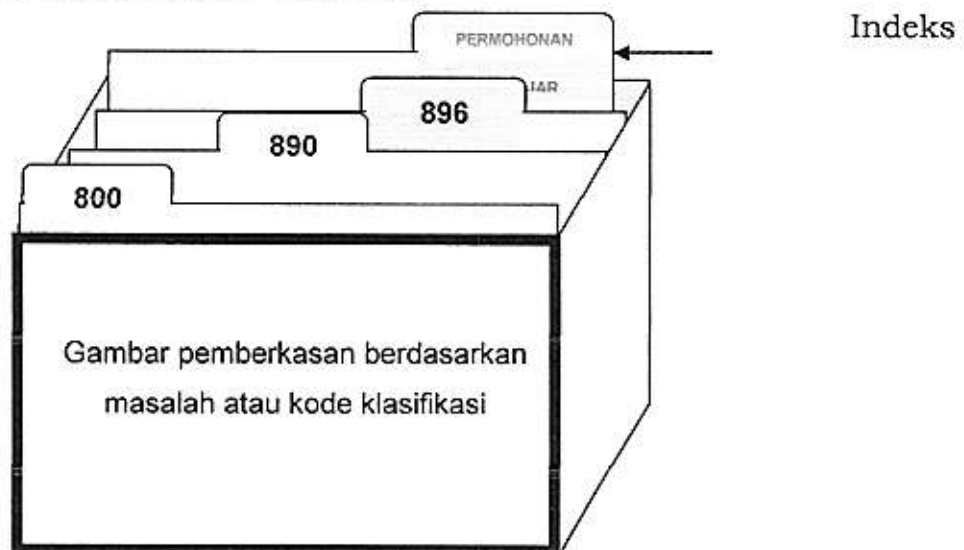 Indeks
PERMOHONAN
896
890
800
Gambar pemberkasan berdasarkan
masalah atau kode klasifikasi